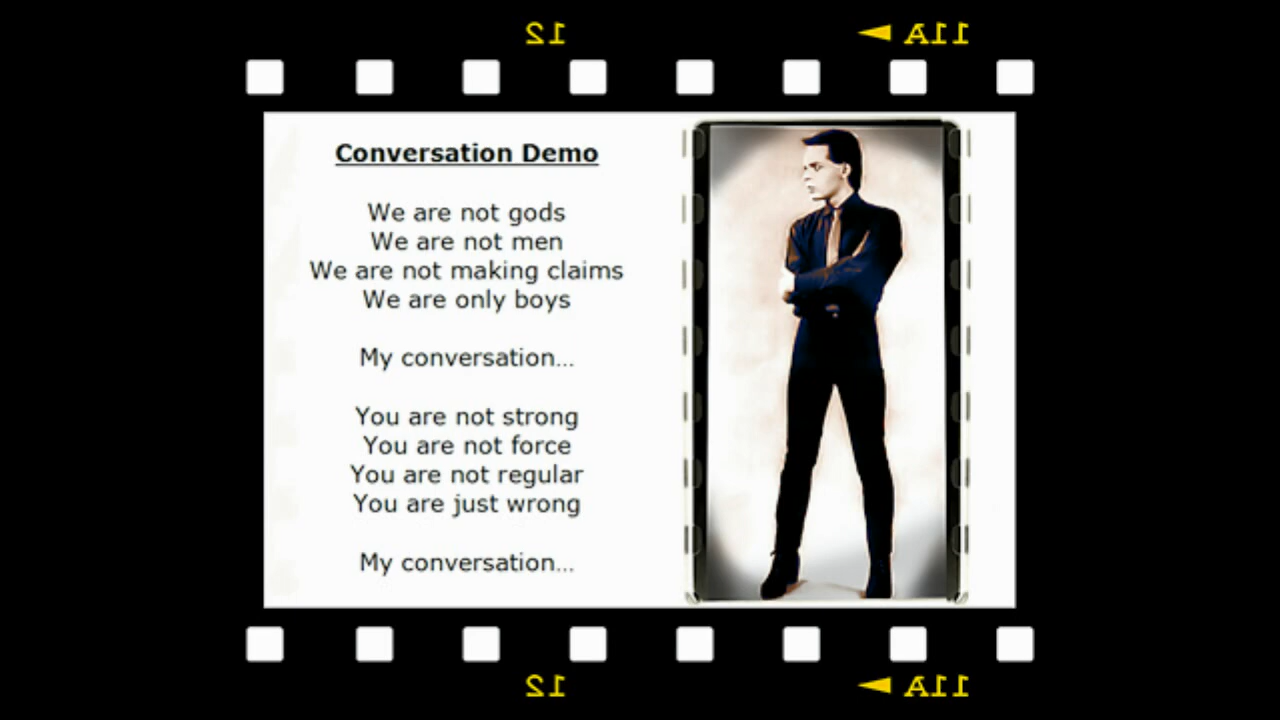 12
11A
Conversation Demo
We are not gods
We are not men
We are not making claims
We are only boys
My conversation...
You are not strong
You are not force
You are not regular
You are just wrong
My conversation...
12
11A